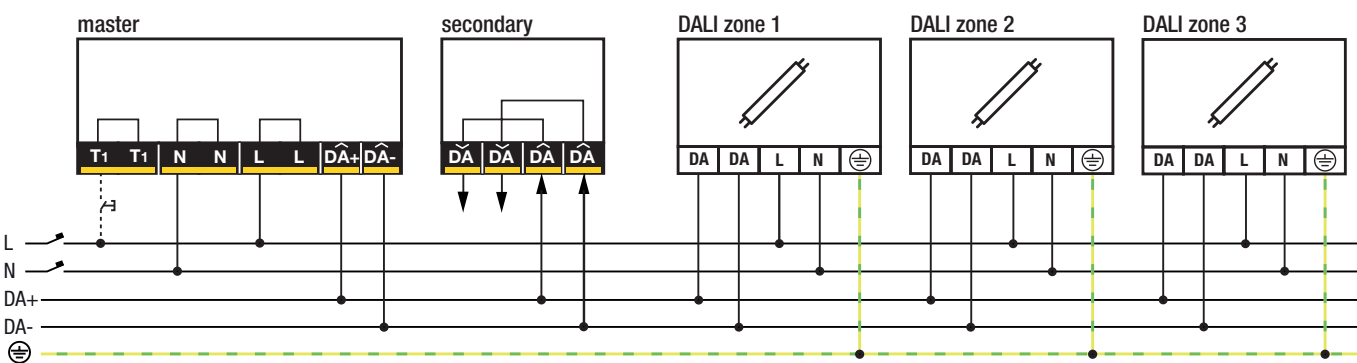 master secondary DALI zone 1 DALI zone 2 DALI zone 3
T1 T1 N N L L DA+ DA- DA DA DA DA DA DA L N DA DA L N DA DA L N
L
N
DA+
DA-